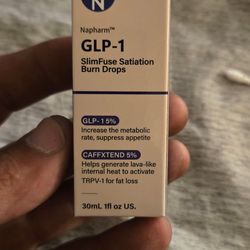 N
Napharm™
GLP-1
SlimFuse Satiation
Burn Drops
GLP-1 5%
Increase the metabolic
rate, suppress appetite
CAFFXTEND 5%
Helps generate lava-like
internal heat to activate
TRPV-1 for fat loss
30mL 1fl oz US.